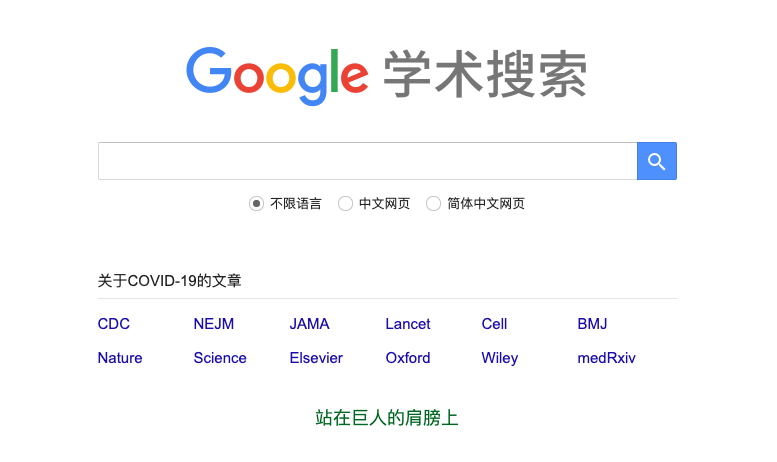 Google 学术搜索
不限语言 中文网页 简体中文网页
关于COVID-19的文章
CDC NEJM JAMA Lancet Cell BMJ
Nature Science Elsevier Oxford Wiley medRxiv
站在巨人的肩膀上